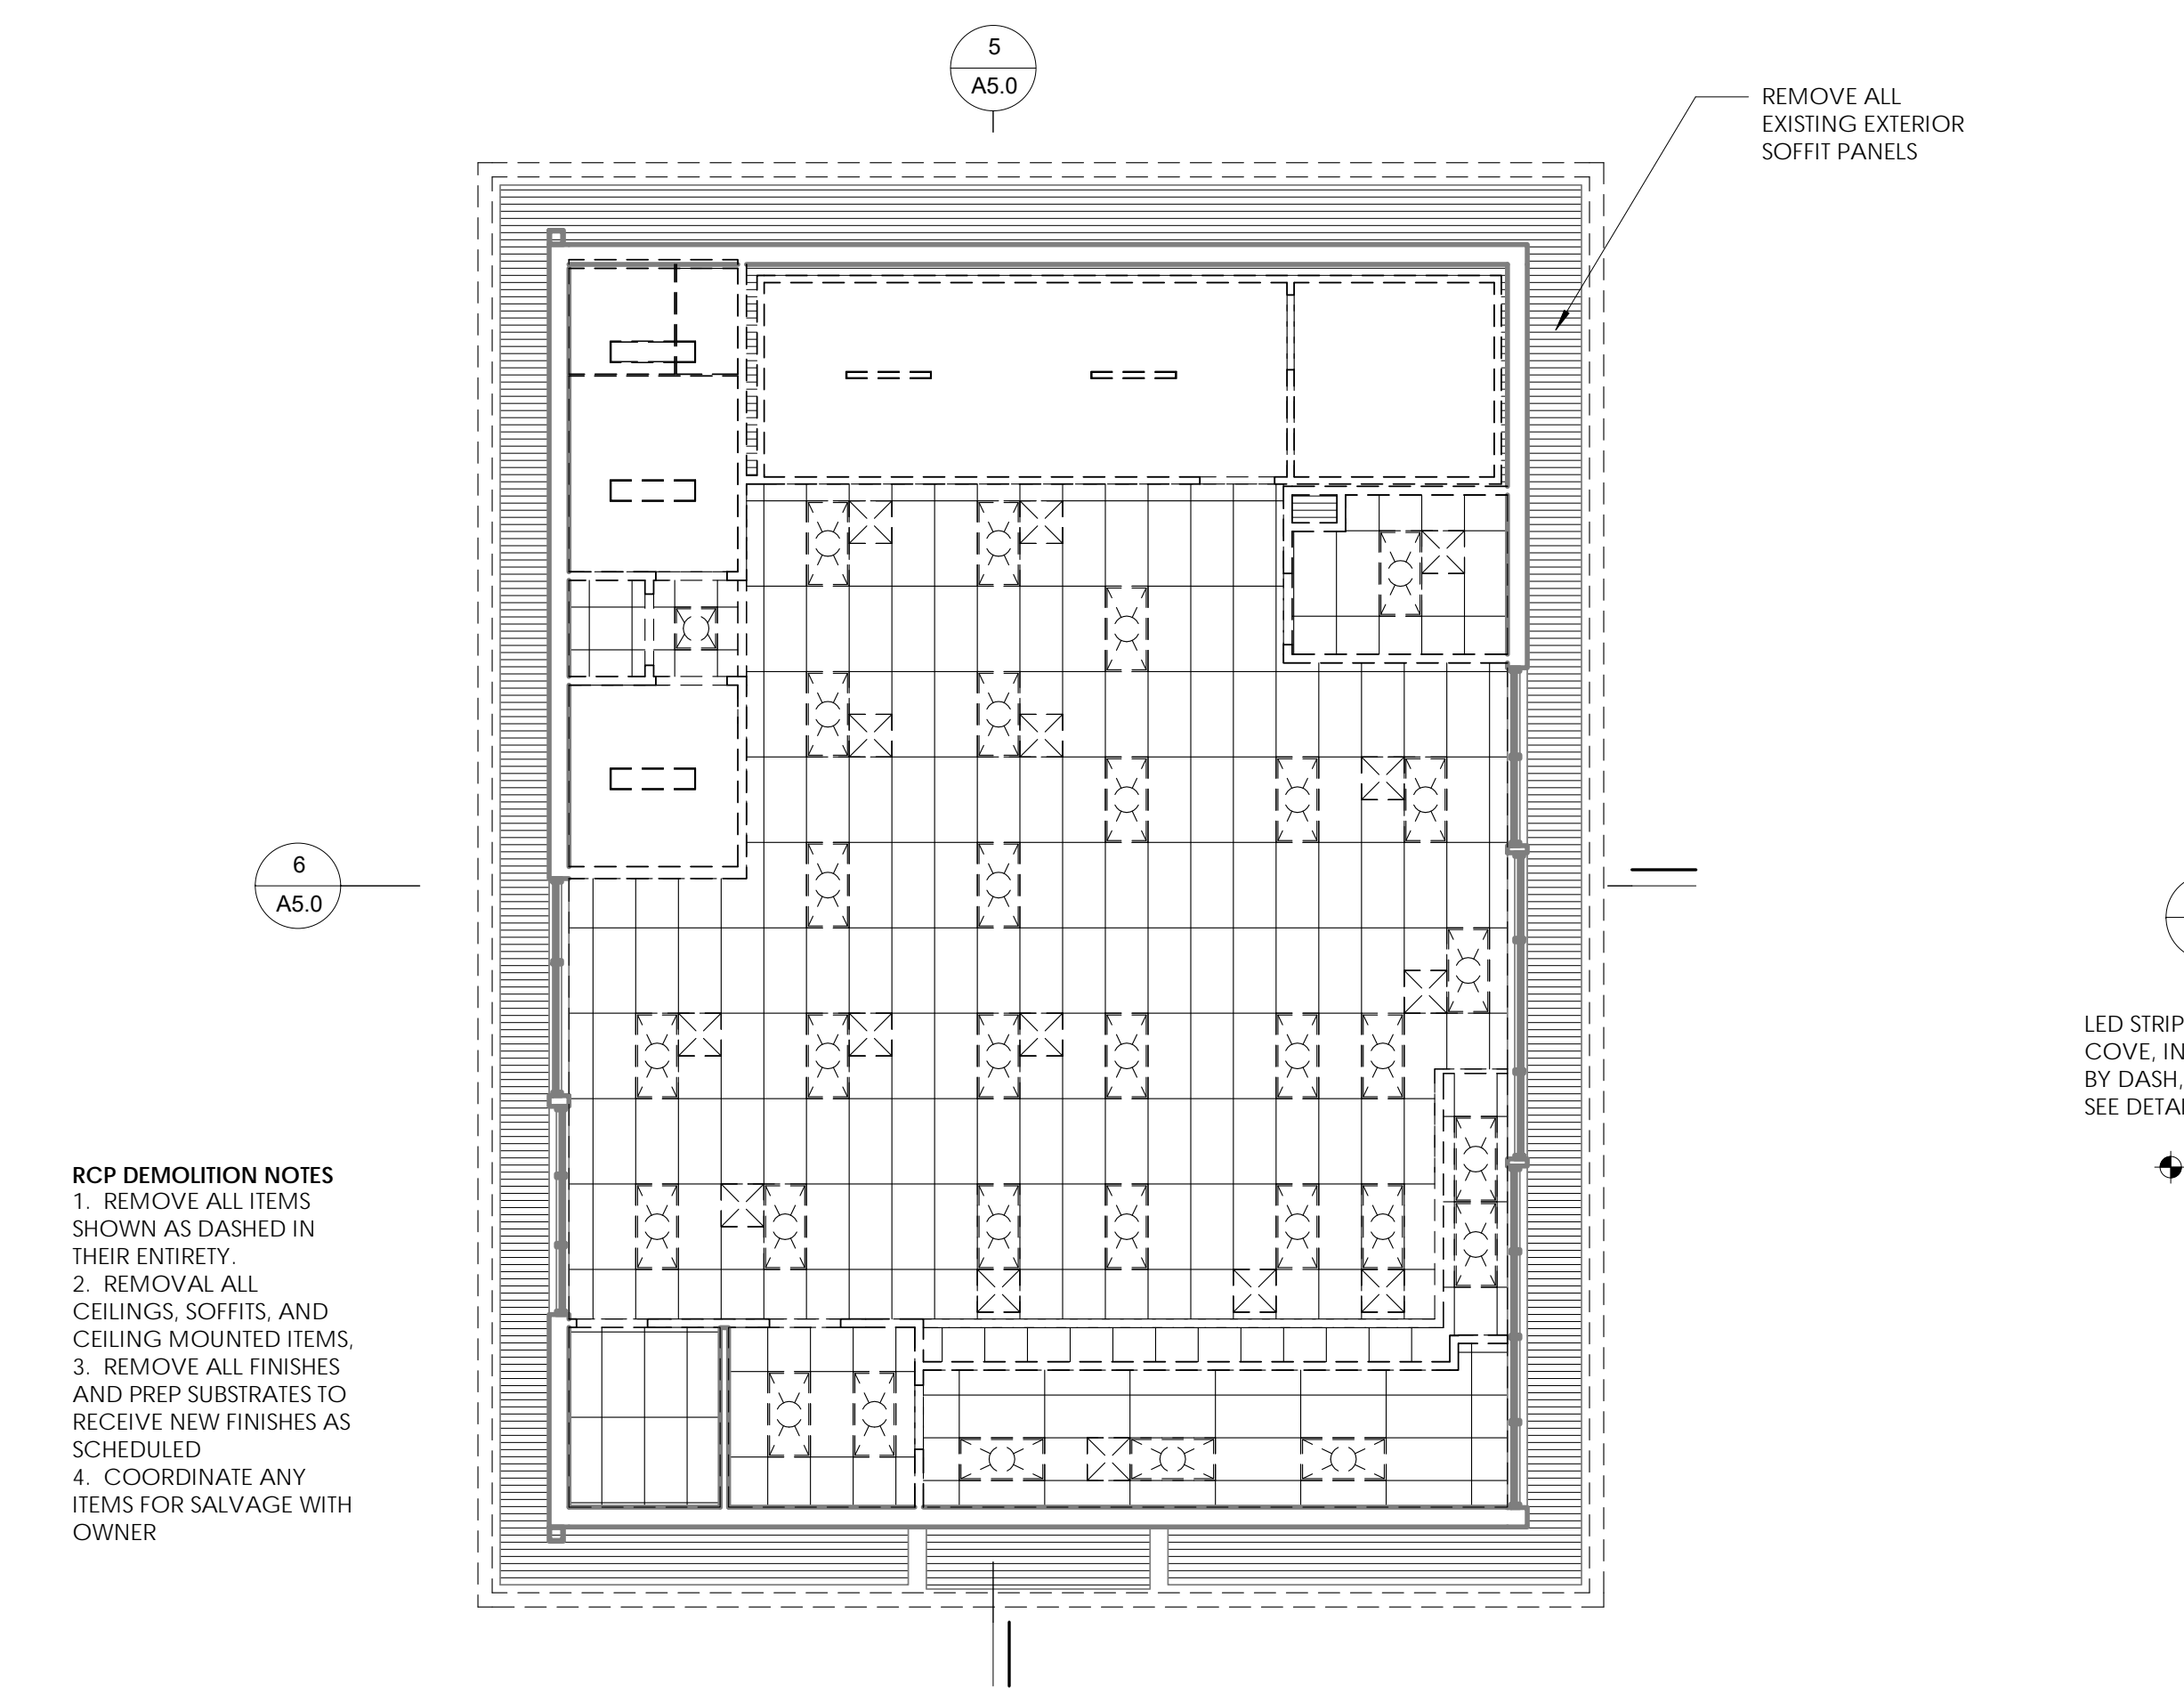 5
A5.0
REMOVE ALL
EXISTING EXTERIOR
SOFFIT PANELS
6
A5.0
RCP DEMOLITION NOTES
1. REMOVE ALL ITEMS
SHOWN AS DASHED IN
THEIR ENTIRETY.
2. REMOVAL ALL
CEILINGS, SOFFITS, AND
CEILING MOUNTED ITEMS,
3. REMOVE ALL FINISHES
AND PREP SUBSTRATES TO
RECEIVE NEW FINISHES AS
SCHEDULED
4. COORDINATE ANY
ITEMS FOR SALVAGE WITH
OWNER
LED STRIP
COVE, IN
BY DASH,
SEE DETAI